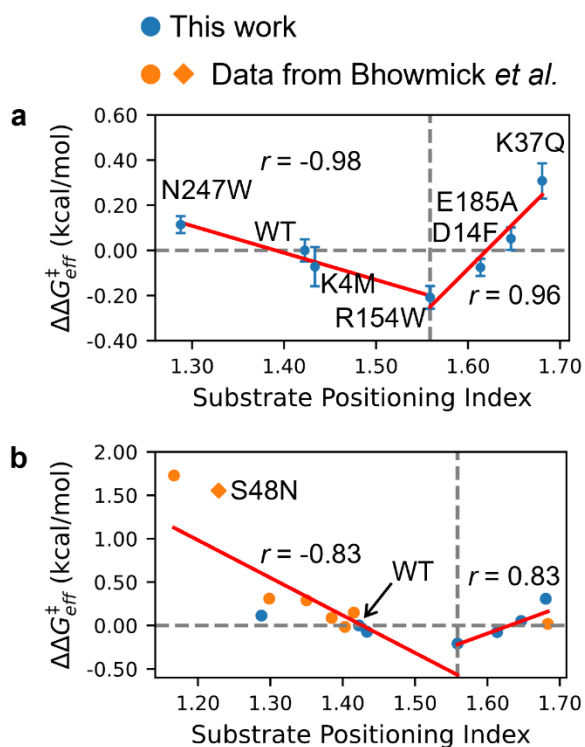 This work
Data from Bhowmick et al.
a
ΔΔG‡eff (kcal/mol)
0.60
0.40
0.20
0.00
-0.20
-0.40
r = -0.98
K37Q
N247W
E185A
WT
D14F
K4M
R154W
r = 0.96
1.30
1.40
1.50
1.60
1.70
Substrate Positioning Index
b
ΔΔG‡eff (kcal/mol)
2.00
1.50
1.00
0.50
0.00
-0.50
S48N
r = -0.83
WT
r = 0.83
1.20
1.30
1.40
1.50
1.60
1.70
Substrate Positioning Index